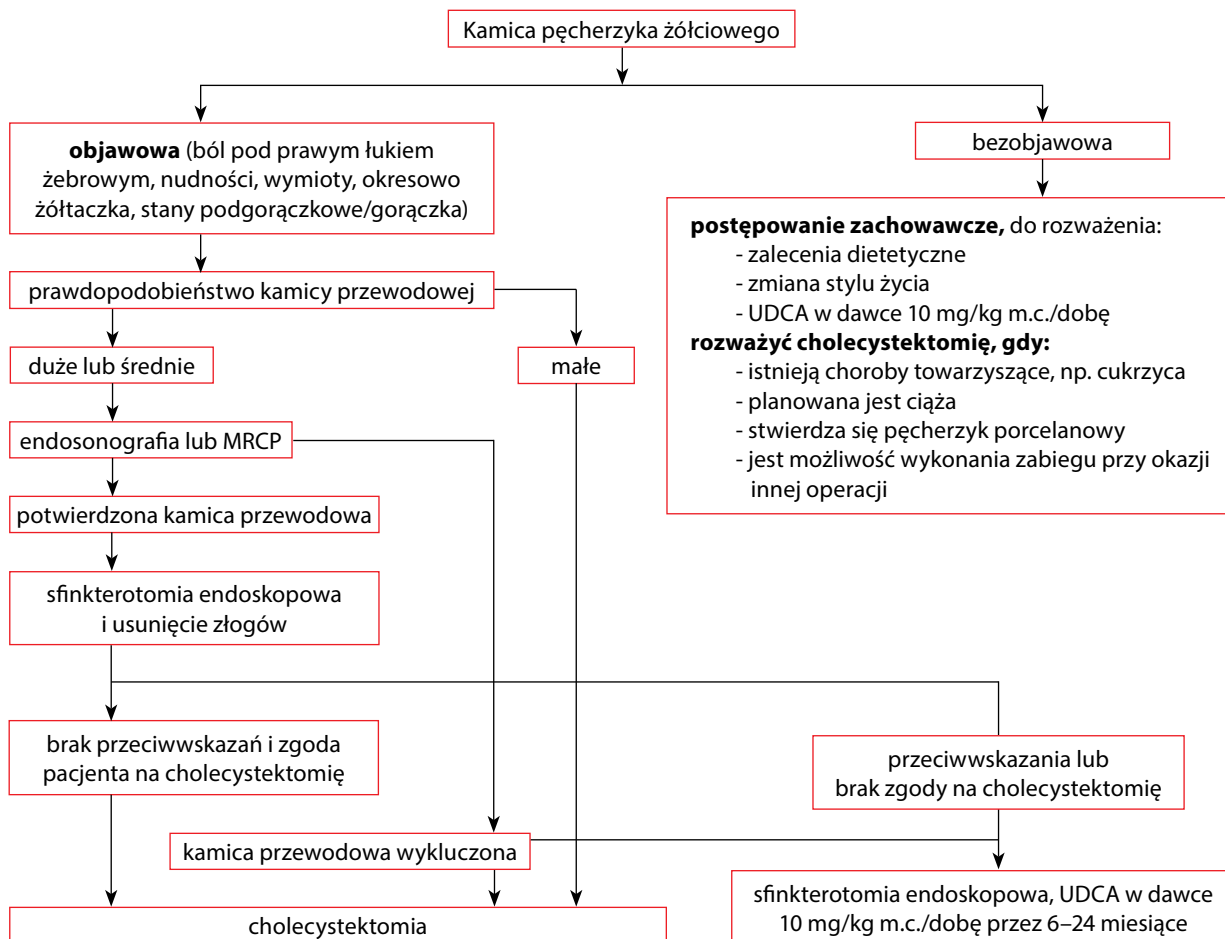 Kamica pęcherzyka żółciowego
objawowa (ból pod prawym łukiem
żebrowym, nudności, wymioty, okresowo
żółtaczka, stany podgorączkowe/gorączka)
bezobjawowa
postępowanie zachowawcze, do rozważenia:
- zalecenia dietetyczne
- zmiana stylu życia
- UDCA w dawce 10 mg/kg m.c./dobę
rozważyć cholecystektomię, gdy:
- istnieją choroby towarzyszące, np. cukrzyca
- planowana jest ciąża
- stwierdza się pęcherzyk porcelanowy
- jest możliwość wykonania zabiegu przy okazji
innej operacji
prawdopodobieństwo kamicy przewodowej
duże lub średnie
małe
endosonografia lub MRCP
potwierdzona kamica przewodowa
sfinkterotomia endoskopowa
i usunięcie złogów
brak przeciwwskazań i zgoda
pacjenta na cholecystektomię
przeciwwskazania lub
brak zgody na cholecystektomię
kamica przewodowa wykluczona
cholecystektomia
sfinkterotomia endoskopowa, UDCA w dawce
10 mg/kg m.c./dobę przez 6–24 miesiące